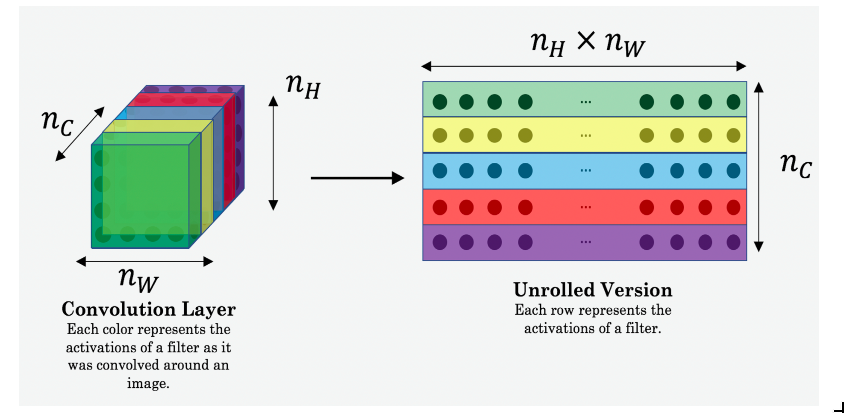 n_H × n_W
n_H
n_C
n_C
n_W
Convolution Layer
Each color represents the
activations of a filter as it
was convolved around an
image.
...
...
...
...
...
Unrolled Version
Each row represents the
activations of a filter.